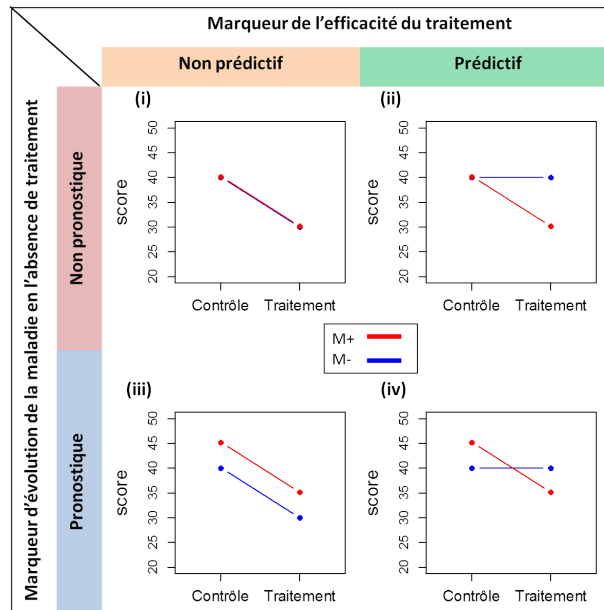 Marqueur de l’efficacité du traitement
Non prédictif
Prédictif
Marqueur d’évolution de la maladie en l’absence de traitement
Non pronostique
(i)
50
45
40
35
30
25
20
score
Contrôle
Traitement
(ii)
50
45
40
35
30
25
20
score
Contrôle
Traitement
M+
M-
Pronostique
(iii)
50
45
40
35
30
25
20
score
Contrôle
Traitement
(iv)
50
45
40
35
30
25
20
score
Contrôle
Traitement